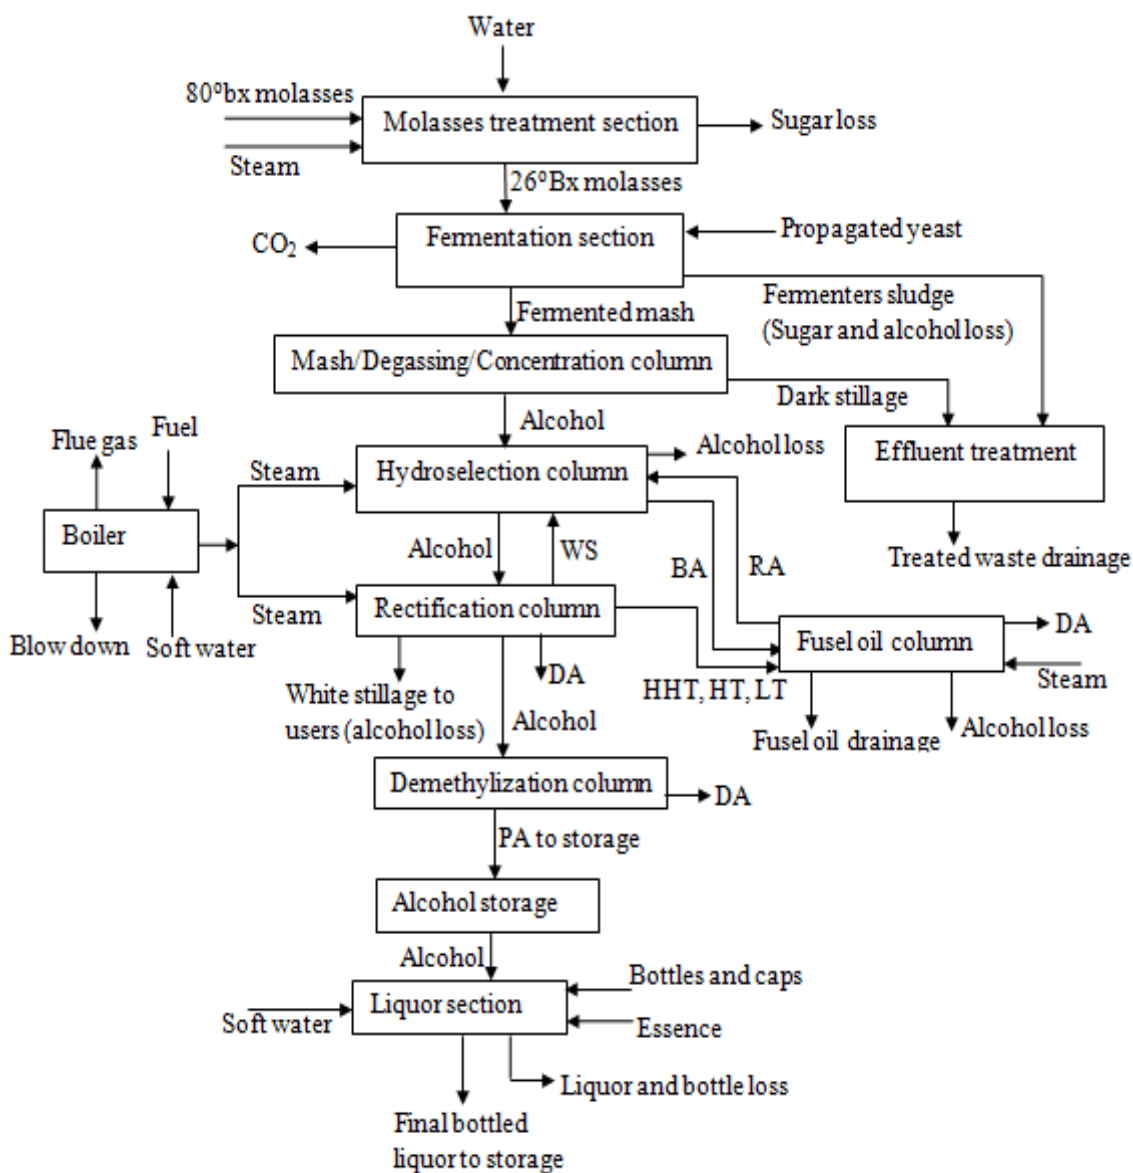 Water
80⁰bx molasses
Molasses treatment section
Sugar loss
Steam
26⁰Bx molasses
Fermentation section
Propagated yeast
CO₂
Fermenters sludge
(Sugar and alcohol loss)
Fermented mash
Mash/Degassing/Concentration column
Dark stillage
Alcohol
Effluent treatment
Treated waste drainage
Flue gas
Fuel
Steam
Hydroselection column
Alcohol loss
Boiler
Alcohol
WS
BA
RA
Steam
Rectification column
Blow down
Soft water
Fusel oil column
DA
Steam
White stillage to
users (alcohol loss)
DA
HHT, HT, LT
Alcohol
Fusel oil drainage
Alcohol loss
Demethylization column
DA
PA to storage
Alcohol storage
Alcohol
Bottles and caps
Liquor section
Soft water
Essence
Liquor and bottle loss
Final bottled
liquor to storage